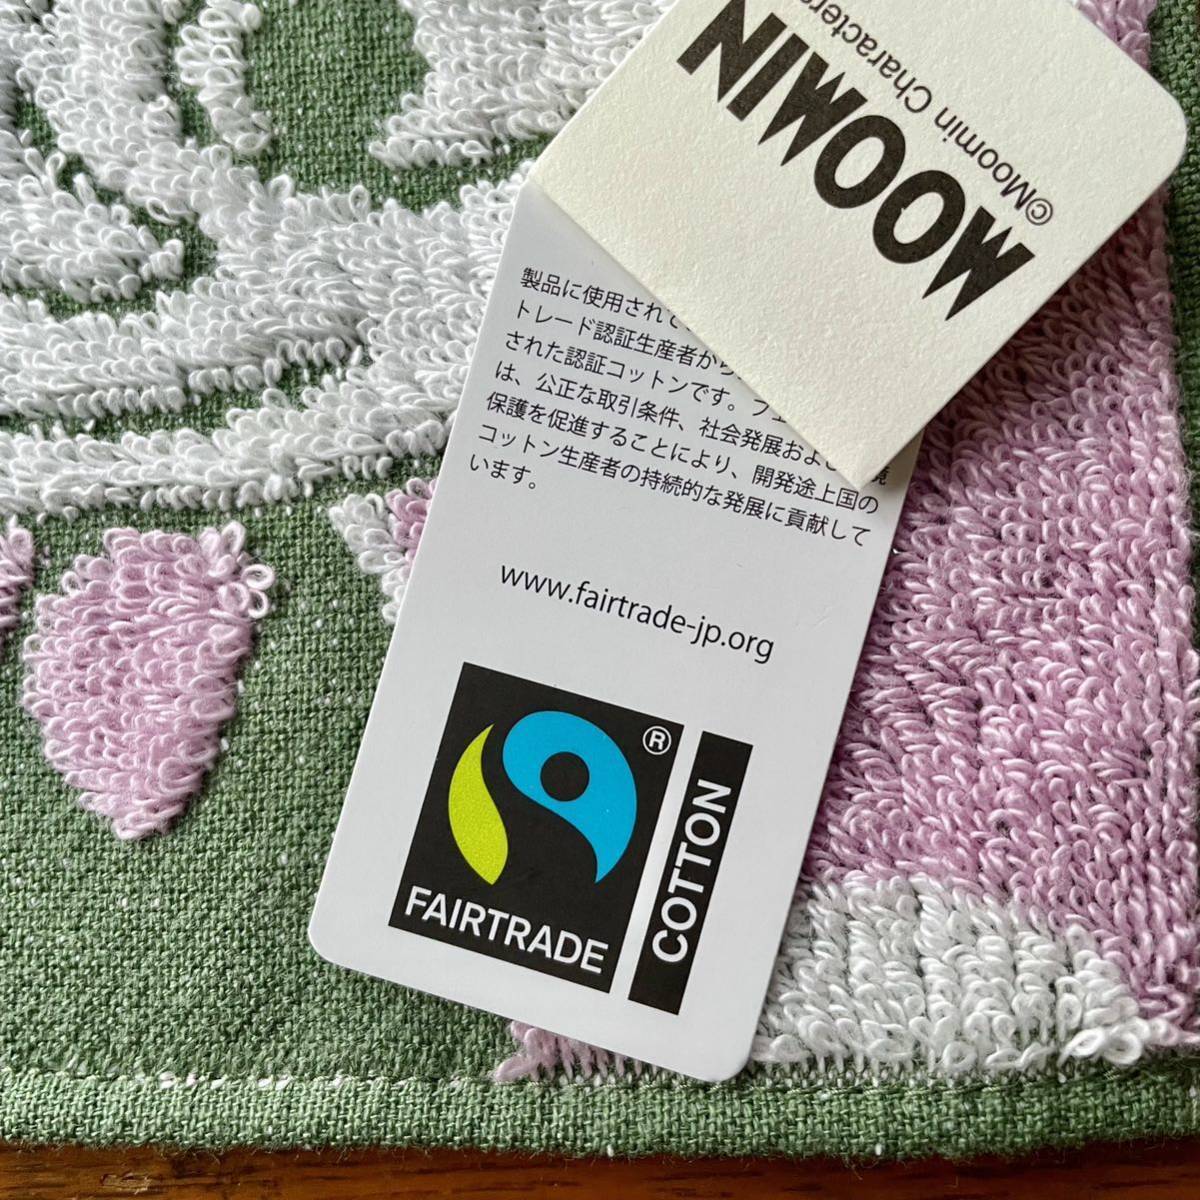 MOOMIN
©Moomin Characters
製品に使用されて
トレード認証生産者から
された認証コットンです。フェ
は、公正な取引条件、社会発展およ
保護を促進することにより、開発途上国の
コットン生産者の持続的な発展に貢献して
います。
www.fairtrade-jp.org
®
FAIRTRADE
COTTON